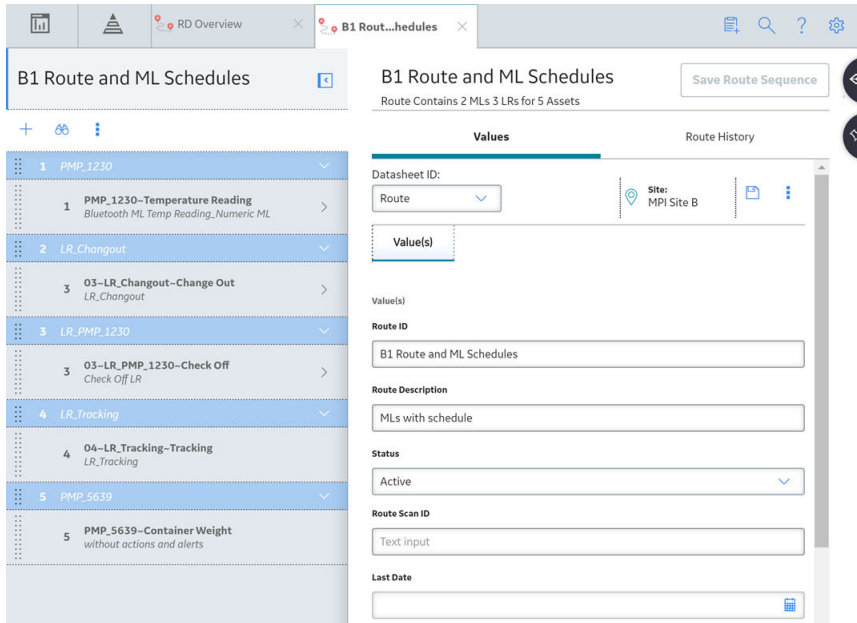 RD Overview
B1 Rout...hedules
B1 Route and ML Schedules
B1 Route and ML Schedules
Save Route Sequence
Route Contains 2 MLs 3 LRs for 5 Assets
Values
Route History
1 PMP_1230
1 PMP_1230~Temperature Reading
Bluetooth ML Temp Reading_Numeric ML
2 LR_Changout
3 03~LR_Changout~Change Out
LR_Changout
3 LR_PMP_1230
3 03~LR_PMP_1230~Check Off
Check Off LR
4 LR_Tracking
4 04~LR_Tracking~Tracking
LR_Tracking
5 PMP_5639
5 PMP_5639~Container Weight
without actions and alerts
Datasheet ID:
Route
Site:
MPI Site B
Value(s)
Value(s)
Route ID
B1 Route and ML Schedules
Route Description
MLs with schedule
Status
Active
Route Scan ID
Text input
Last Date